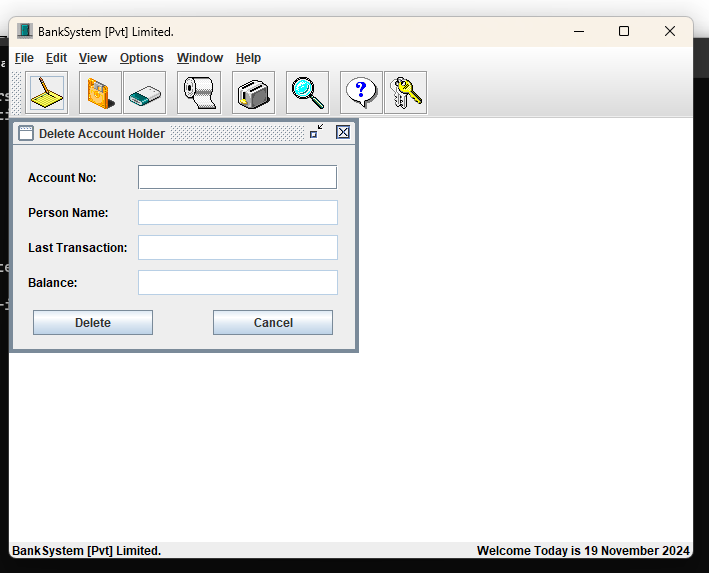 BankSystem [Pvt] Limited.
File Edit View Options Window Help
?
Delete Account Holder
Account No:
Person Name:
Last Transaction:
Balance:
Delete Cancel
BankSystem [Pvt] Limited. Welcome Today is 19 November 2024